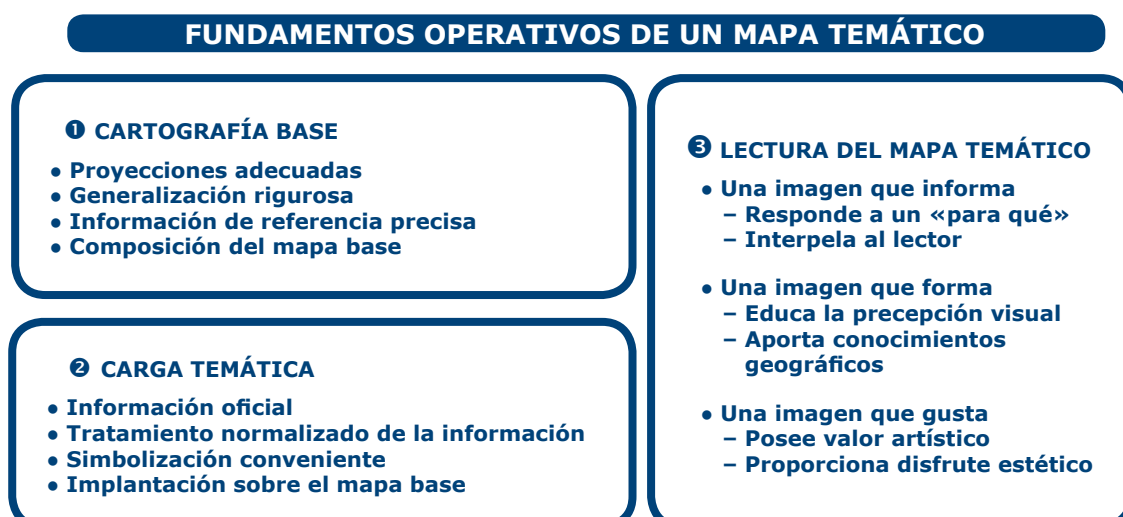 FUNDAMENTOS OPERATIVOS DE UN MAPA TEMÁTICO
❶ CARTOGRAFÍA BASE
● Proyecciones adecuadas
● Generalización rigurosa
● Información de referencia precisa
● Composición del mapa base
❷ CARGA TEMÁTICA
● Información oficial
● Tratamiento normalizado de la información
● Simbolización conveniente
● Implantación sobre el mapa base
❸ LECTURA DEL MAPA TEMÁTICO
● Una imagen que informa
– Responde a un «para qué»
– Interpela al lector
● Una imagen que forma
– Educa la precepción visual
– Aporta conocimientos
geográficos
● Una imagen que gusta
– Posee valor artístico
– Proporciona disfrute estético